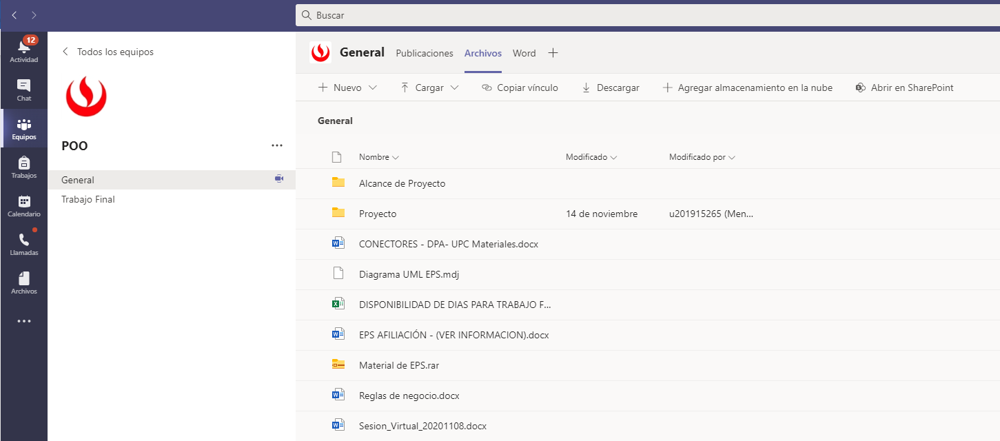 Buscar
12
Actividad
Chat
Equipos
Trabajos
Calendario
Llamadas
Archivos
Todos los equipos
POO
General
Trabajo Final
General Publicaciones Archivos Word
Nuevo Cargar Copiar vínculo Descargar Agregar almacenamiento en la nube Abrir en SharePoint
General
Nombre Modificado Modificado por
Alcance de Proyecto
Proyecto 14 de noviembre u201915265 (Men...
CONECTORES - DPA- UPC Materiales.docx
Diagrama UML EPS.mdj
DISPONIBILIDAD DE DIAS PARA TRABAJO F...
EPS AFILIACIÓN - (VER INFORMACION).docx
Material de EPS.rar
Reglas de negocio.docx
Sesion_Virtual_20201108.docx